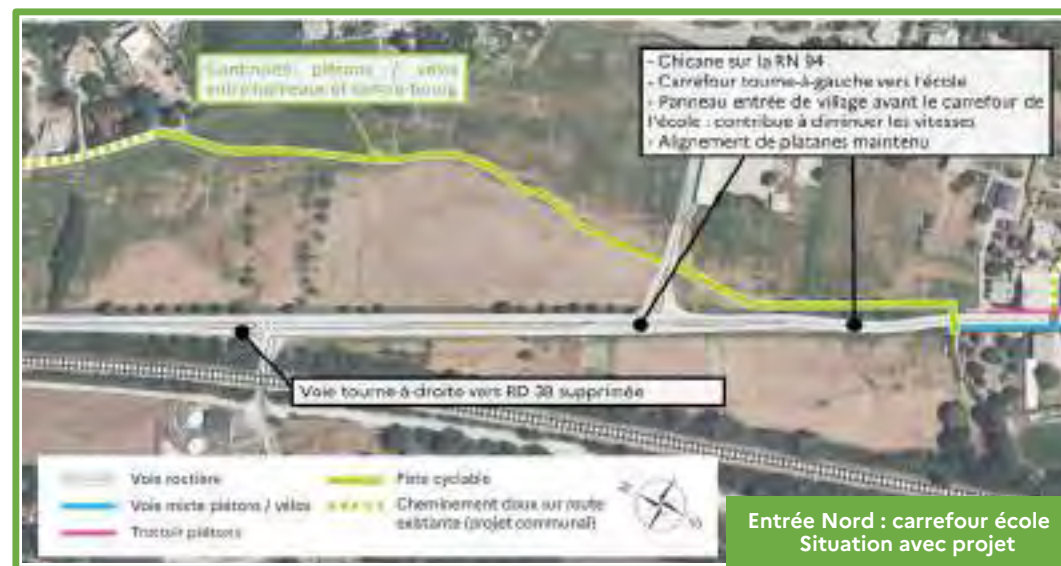 Continuité piétons / vélos
entre hameaux et centre-bourg
- Chicane sur la RN 94
- Carrefour tourne-à-gauche vers l'école
- Panneau entrée de village avant le carrefour de
l'école : contribue à diminuer les vitesses
- Alignement de platanes maintenu
Voie tourne-à-droite vers RD 38 supprimée
Voie routière
Voie mixte piétons / vélos
Trottoir piétons
Piste cyclable
Cheminement doux sur route
existante (projet communal)
N
Entrée Nord : carrefour école
Situation avec projet